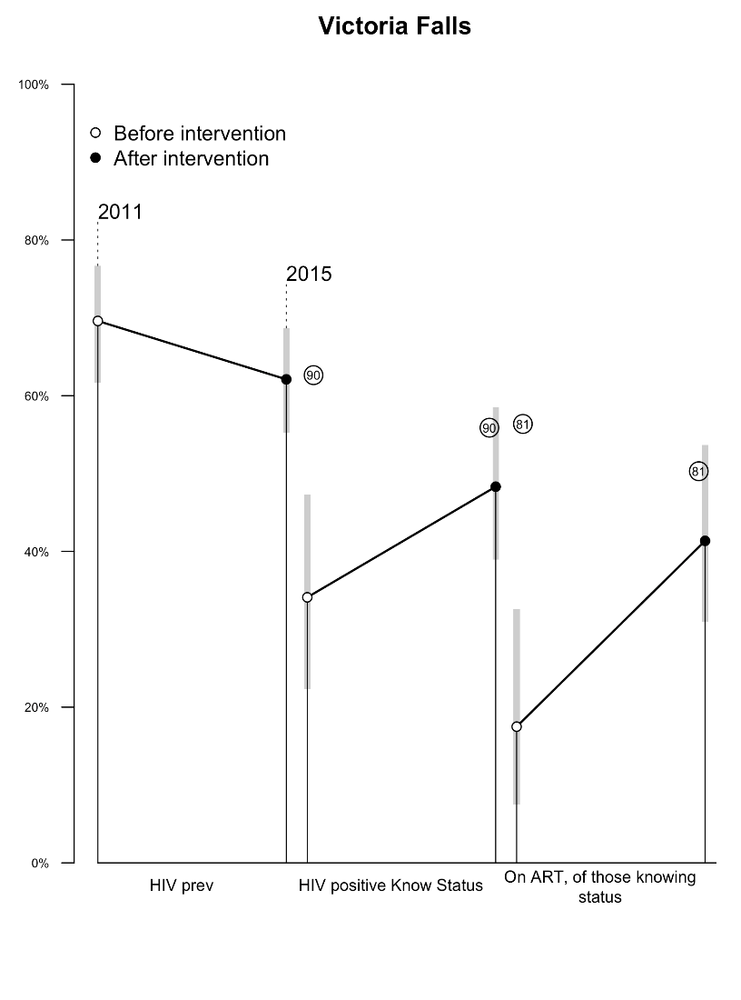 Victoria Falls
100%
Before intervention
After intervention
2011
80%
2015
90
60%
90
81
81
40%
20%
0%
HIV prev
HIV positive Know Status
On ART, of those knowing
status